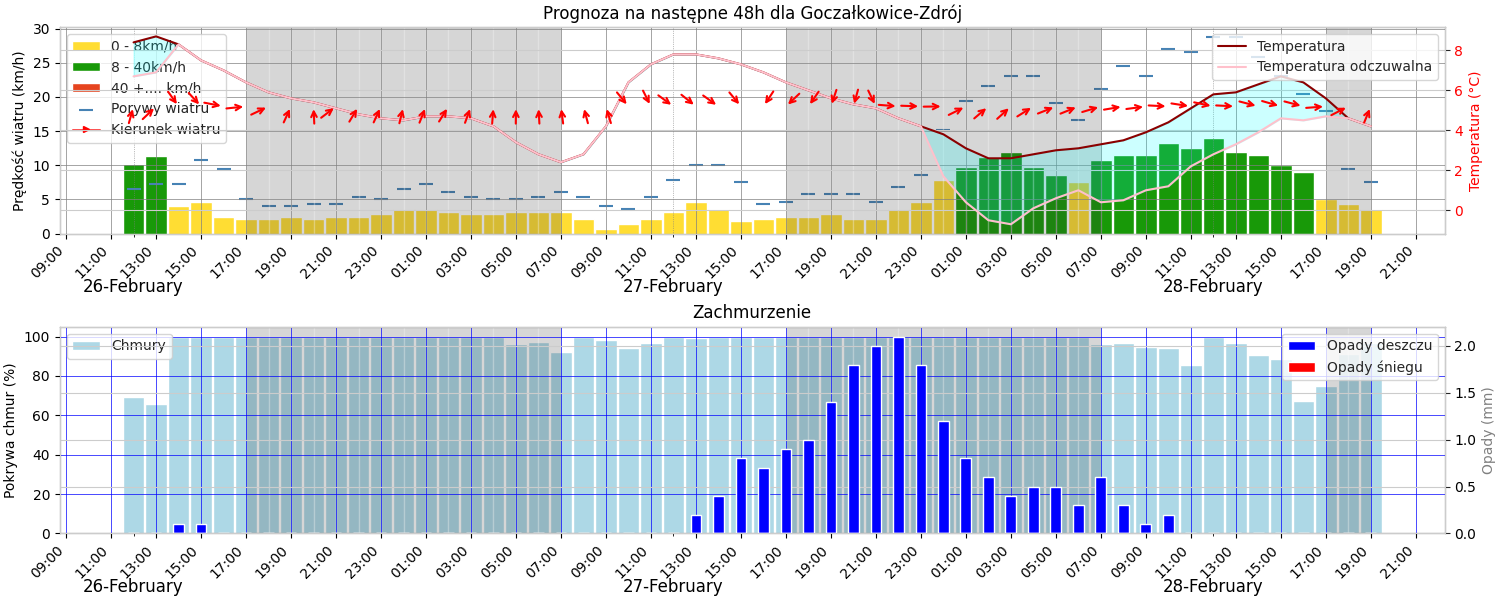 Prognoza na następne 48h dla Goczałkowice-Zdrój
Prędkość wiatru (km/h)
30
25
20
15
10
5
0
0 - 8km/h
8 - 40km/h
40 +.... km/h
Porywy wiatru
Kierunek wiatru
Temperatura
Temperatura odczuwalna
8
6
4
2
0
Temperatura (°C)
09:00 11:00 13:00 15:00 17:00 19:00 21:00 23:00 01:00 03:00 05:00 07:00 09:00 11:00 13:00 15:00 17:00 19:00 21:00 23:00 01:00 03:00 05:00 07:00 09:00 11:00 13:00 15:00 17:00 19:00 21:00
26-February 27-February 28-February
Zachmurzenie
Pokrywa chmur (%)
100
80
60
40
20
0
Chmury
Opady deszczu
Opady śniegu
2.0
1.5
1.0
0.5
0.0
Opady (mm)
09:00 11:00 13:00 15:00 17:00 19:00 21:00 23:00 01:00 03:00 05:00 07:00 09:00 11:00 13:00 15:00 17:00 19:00 21:00 23:00 01:00 03:00 05:00 07:00 09:00 11:00 13:00 15:00 17:00 19:00 21:00
26-February 27-February 28-February